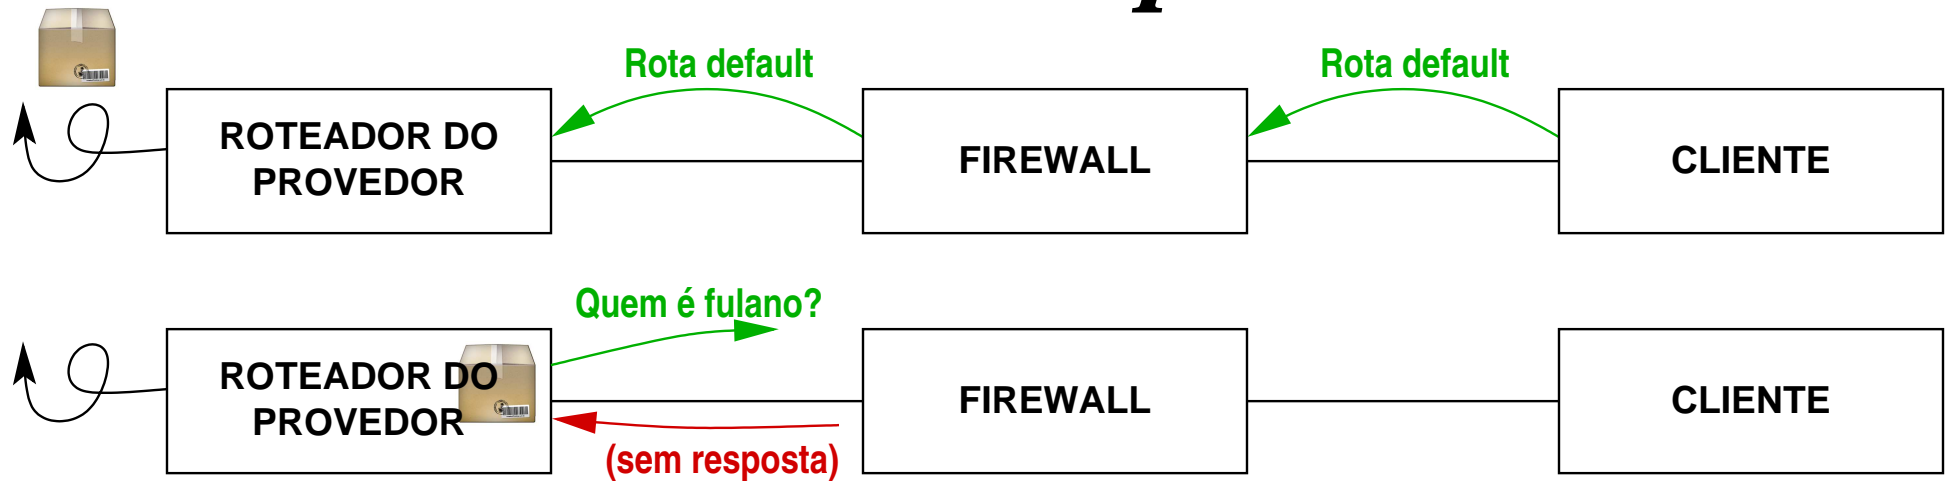 Rota default
Rota default
ROTEADOR DO
PROVEDOR
FIREWALL
CLIENTE
Quem é fulano?
ROTEADOR DO
PROVEDOR
FIREWALL
CLIENTE
(sem resposta)